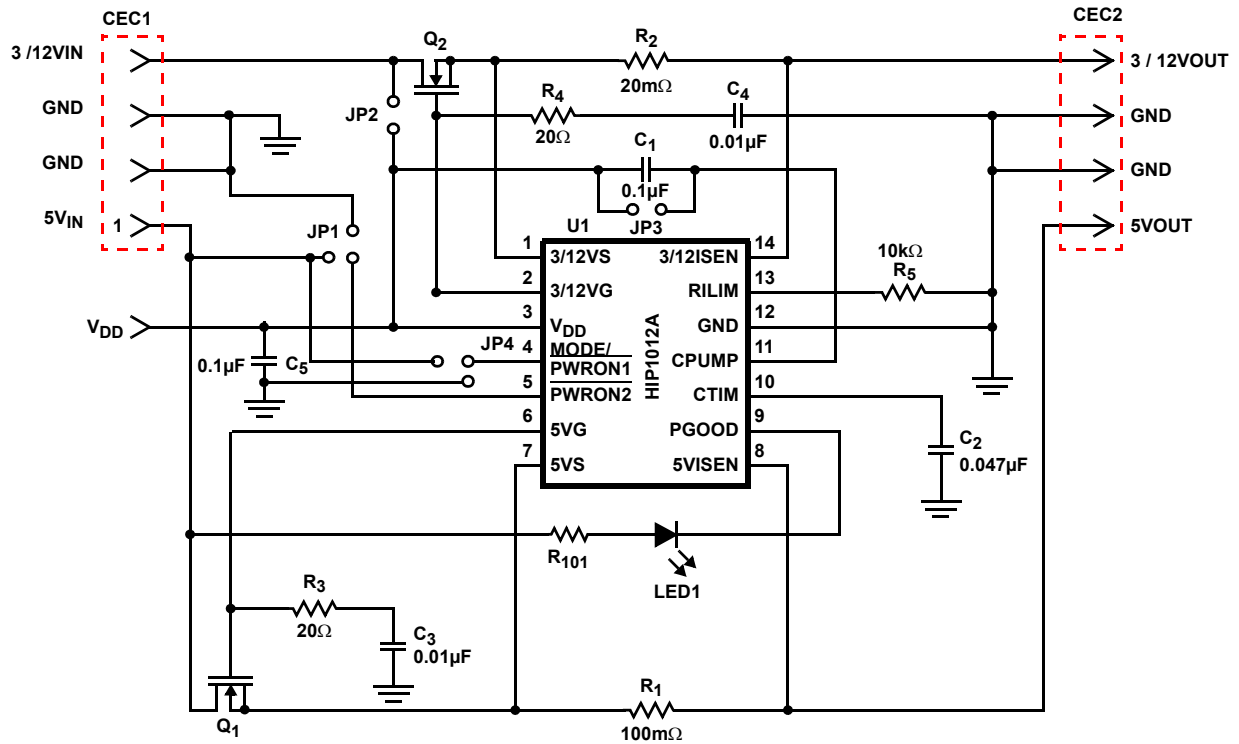 CEC1
CEC2
3 /12VIN
Q2
R2
20mΩ
3 / 12VOUT
GND
JP2
R4
20Ω
C4
0.01µF
GND
GND
C1
0.1µF
GND
5VIN
1
JP1
U1
JP3
5VOUT
1
3/12VS
3/12ISEN
14
10kΩ
R5
2
3/12VG
RILIM
13
VDD
3
VDD
GND
12
0.1µF
C5
JP4
4
MODE/
PWRON1
HIP1012A
CPUMP
11
5
PWRON2
CTIM
10
6
5VG
PGOOD
9
C2
0.047µF
7
5VS
5VISEN
8
R101
LED1
R3
20Ω
C3
0.01µF
Q1
R1
100mΩ